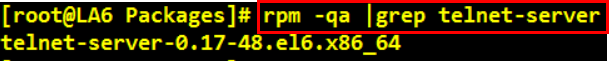 [root@LA6 Packages]# rpm -qa |grep telnet-server
telnet-server-0.17-48.el6.x86_64